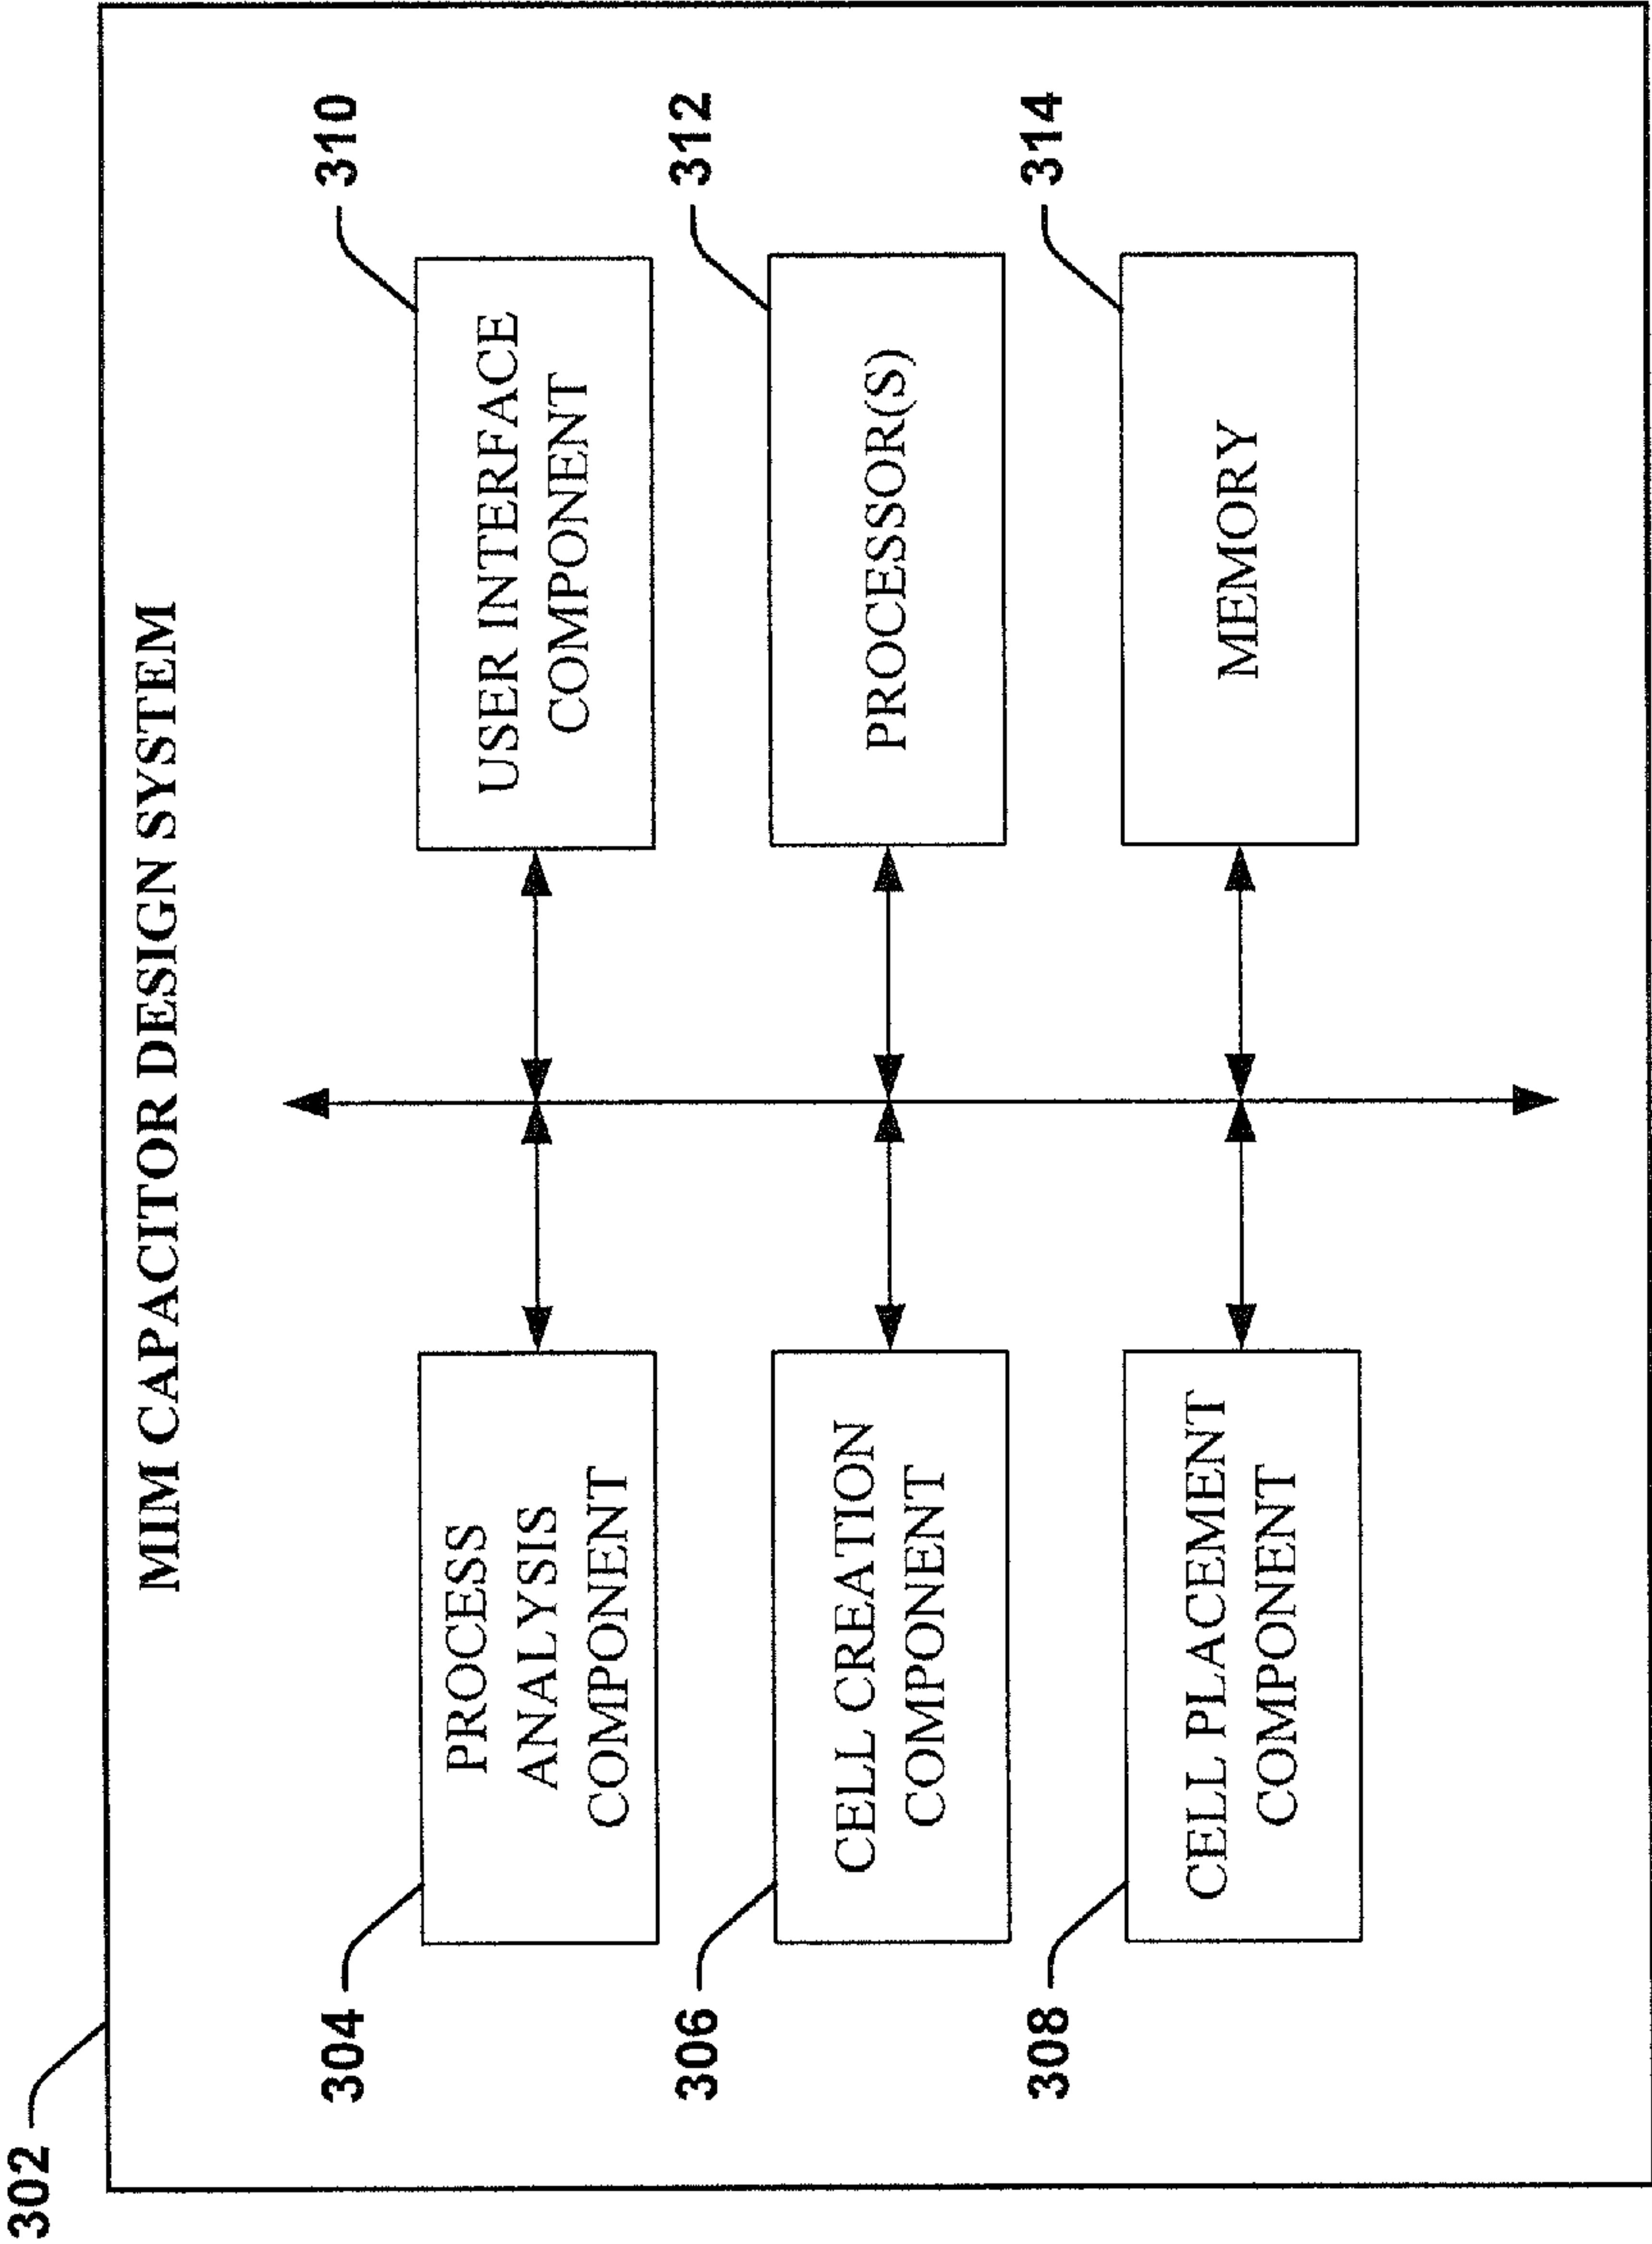 302
MIM CAPACITOR DESIGN SYSTEM
304
PROCESS
ANALYSIS
COMPONENT
310
USER INTERFACE
COMPONENT
306
CELL CREATION
COMPONENT
312
PROCESSOR(S)
308
CELL PLACEMENT
COMPONENT
314
MEMORY